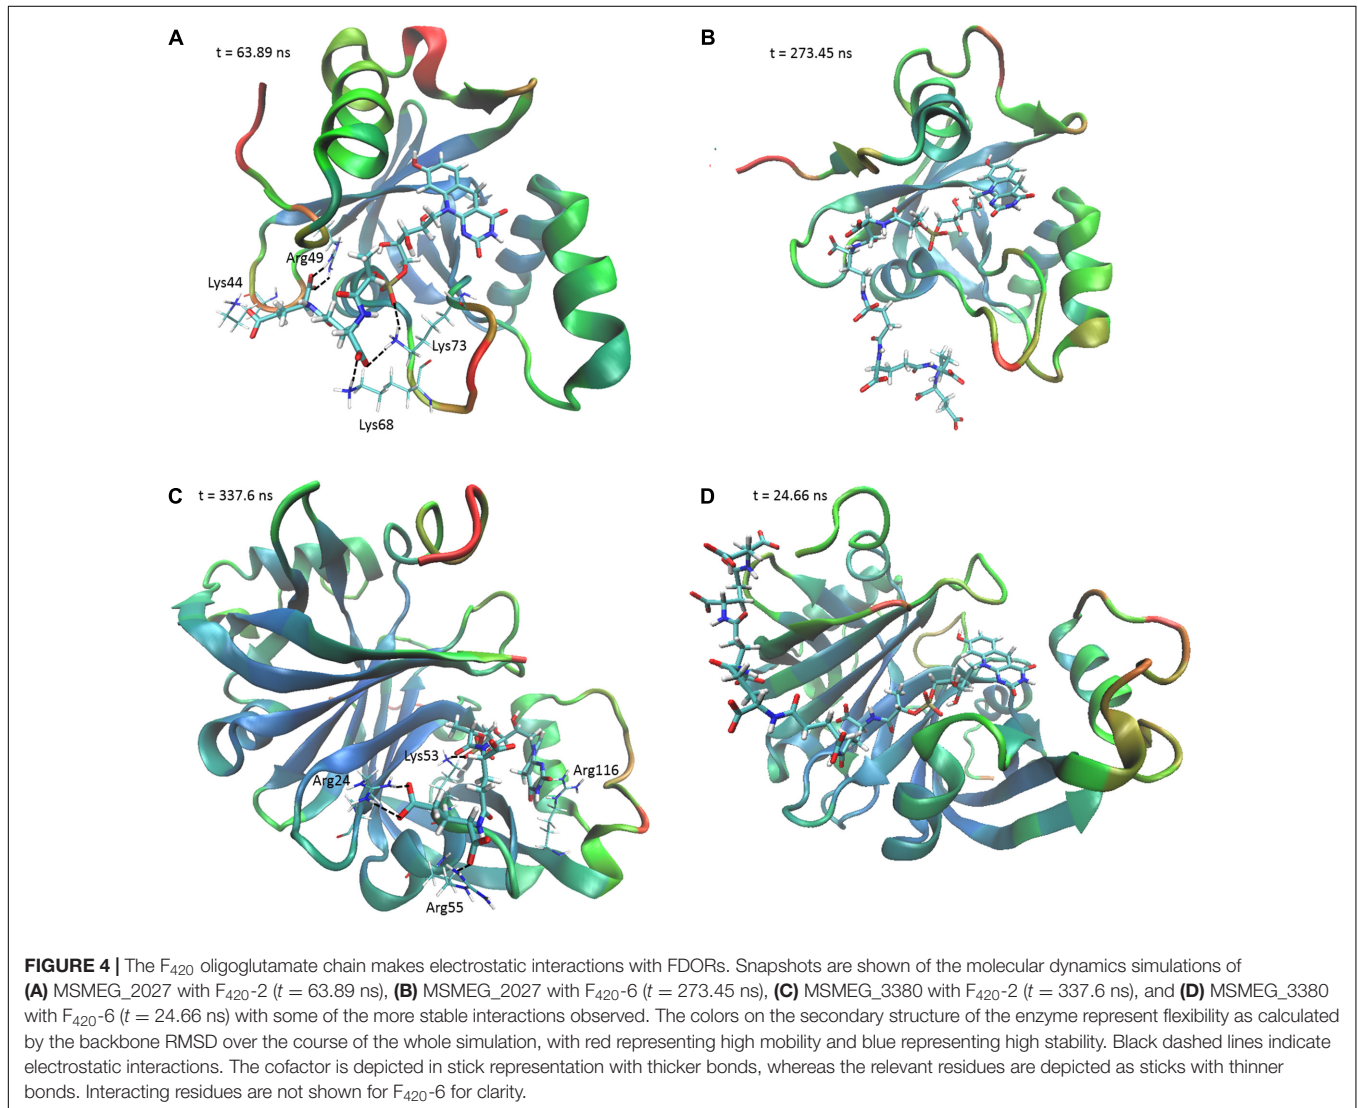 A
t = 63.89 ns
Arg49
Lys44
Lys73
Lys68
B
t = 273.45 ns
C
t = 337.6 ns
Lys53
Arg24
Arg116
Arg55
D
t = 24.66 ns
FIGURE 4 | The F420 oligoglutamate chain makes electrostatic interactions with FDORs. Snapshots are shown of the molecular dynamics simulations of
(A) MSMEG_2027 with F420-2 (t = 63.89 ns), (B) MSMEG_2027 with F420-6 (t = 273.45 ns), (C) MSMEG_3380 with F420-2 (t = 337.6 ns), and (D) MSMEG_3380
with F420-6 (t = 24.66 ns) with some of the more stable interactions observed. The colors on the secondary structure of the enzyme represent flexibility as calculated
by the backbone RMSD over the course of the whole simulation, with red representing high mobility and blue representing high stability. Black dashed lines indicate
electrostatic interactions. The cofactor is depicted in stick representation with thicker bonds, whereas the relevant residues are depicted as sticks with thinner
bonds. Interacting residues are not shown for F420-6 for clarity.